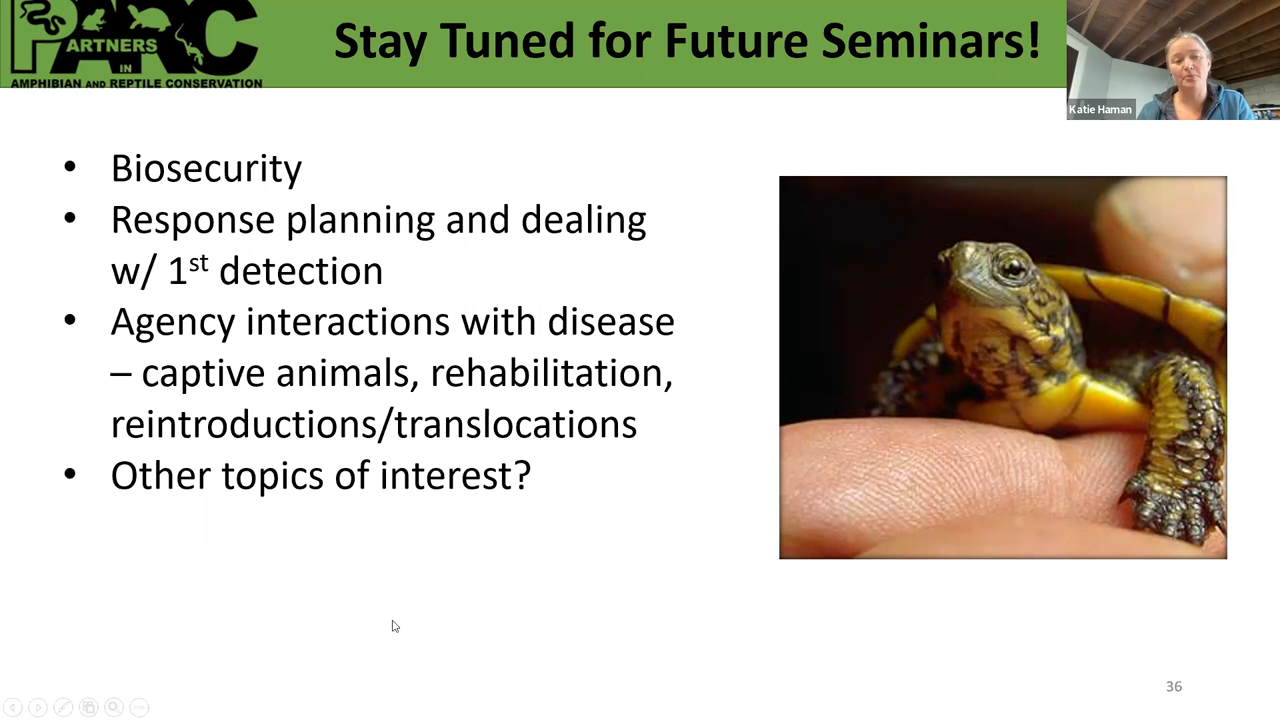 PARC
PARTNERS
IN
AMPHIBIAN AND REPTILE CONSERVATION
Stay Tuned for Future Seminars!
Katie Haman
• Biosecurity
• Response planning and dealing
w/ 1st detection
• Agency interactions with disease
– captive animals, rehabilitation,
reintroductions/translocations
• Other topics of interest?
36